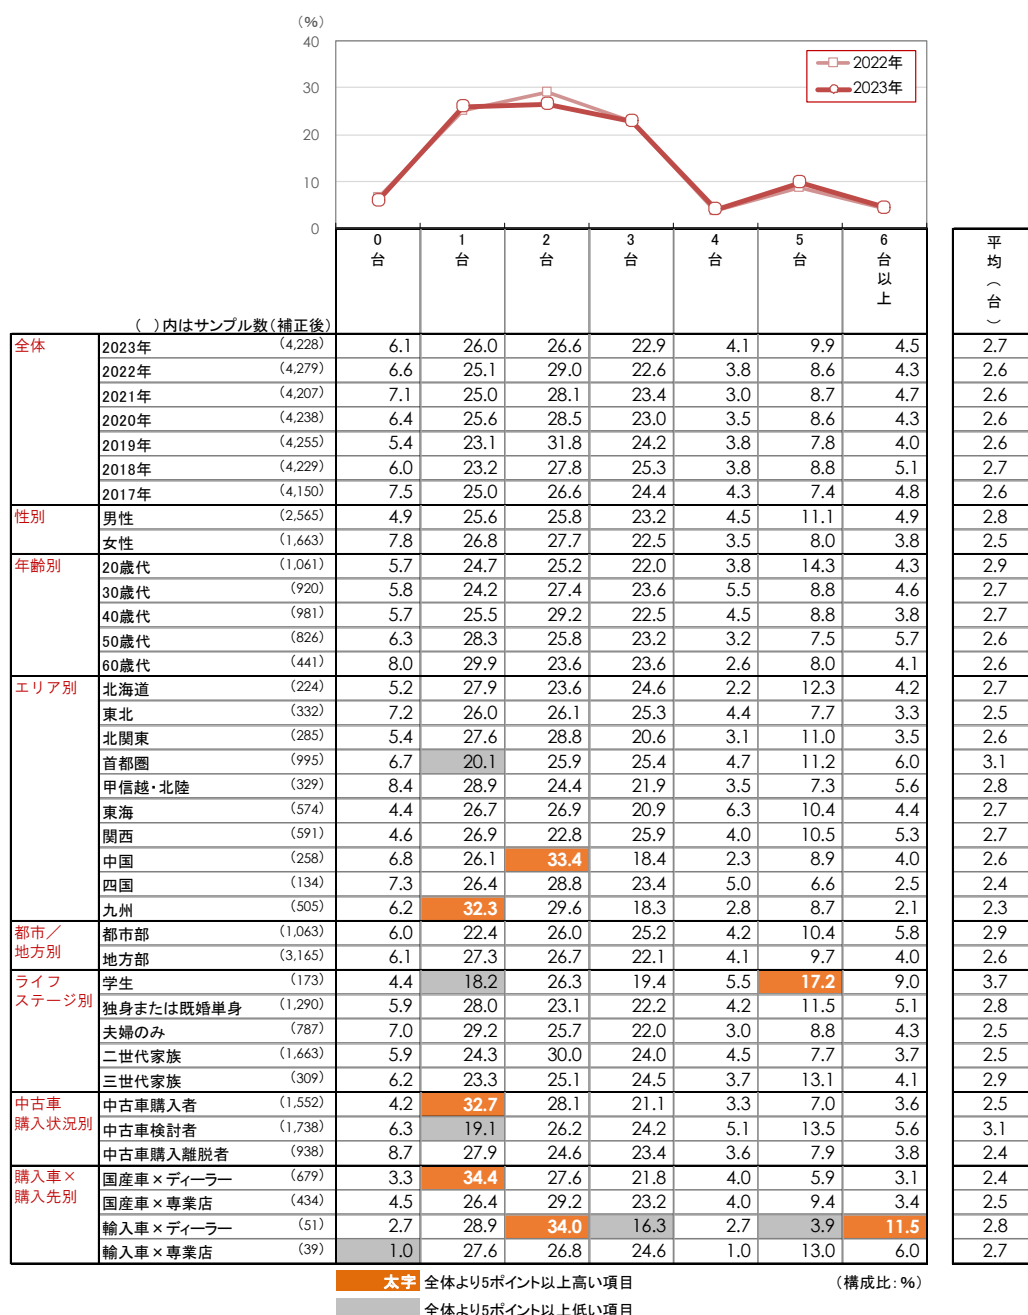 (%)
40
30
20
10
0
2022年
2023年
0台 1台 2台 3台 4台 5台 6台以上 平均(台)
( )内はサンプル数(補正後)
全体 2023年 (4,228) 6.1 26.0 26.6 22.9 4.1 9.9 4.5 2.7
2022年 (4,279) 6.6 25.1 29.0 22.6 3.8 8.6 4.3 2.6
2021年 (4,207) 7.1 25.0 28.1 23.4 3.0 8.7 4.7 2.6
2020年 (4,238) 6.4 25.6 28.5 23.0 3.5 8.6 4.3 2.6
2019年 (4,255) 5.4 23.1 31.8 24.2 3.8 7.8 4.0 2.6
2018年 (4,229) 6.0 23.2 27.8 25.3 3.8 8.8 5.1 2.7
2017年 (4,150) 7.5 25.0 26.6 24.4 4.3 7.4 4.8 2.6
性別 男性 (2,565) 4.9 25.6 25.8 23.2 4.5 11.1 4.9 2.8
女性 (1,663) 7.8 26.8 27.7 22.5 3.5 8.0 3.8 2.5
年齢別 20歳代 (1,061) 5.7 24.7 25.2 22.0 3.8 14.3 4.3 2.9
30歳代 (920) 5.8 24.2 27.4 23.6 5.5 8.8 4.6 2.7
40歳代 (981) 5.7 25.5 29.2 22.5 4.5 8.8 3.8 2.7
50歳代 (826) 6.3 28.3 25.8 23.2 3.2 7.5 5.7 2.6
60歳代 (441) 8.0 29.9 23.6 23.6 2.6 8.0 4.1 2.6
エリア別 北海道 (224) 5.2 27.9 23.6 24.6 2.2 12.3 4.2 2.7
東北 (332) 7.2 26.0 26.1 25.3 4.4 7.7 3.3 2.5
北関東 (285) 5.4 27.6 28.8 20.6 3.1 11.0 3.5 2.6
首都圏 (995) 6.7 20.1 25.9 25.4 4.7 11.2 6.0 3.1
甲信越・北陸 (329) 8.4 28.9 24.4 21.9 3.5 7.3 5.6 2.8
東海 (574) 4.4 26.7 26.9 20.9 6.3 10.4 4.4 2.7
関西 (591) 4.6 26.9 22.8 25.9 4.0 10.5 5.3 2.7
中国 (258) 6.8 26.1 33.4 18.4 2.3 8.9 4.0 2.6
四国 (134) 7.3 26.4 28.8 23.4 5.0 6.6 2.5 2.4
九州 (505) 6.2 32.3 29.6 18.3 2.8 8.7 2.1 2.3
都市/地方別 都市部 (1,063) 6.0 22.4 26.0 25.2 4.2 10.4 5.8 2.9
地方部 (3,165) 6.1 27.3 26.7 22.1 4.1 9.7 4.0 2.6
ライフステージ別 学生 (173) 4.4 18.2 26.3 19.4 5.5 17.2 9.0 3.7
独身または既婚単身 (1,290) 5.9 28.0 23.1 22.2 4.2 11.5 5.1 2.8
夫婦のみ (787) 7.0 29.2 25.7 22.0 3.0 8.8 4.3 2.5
二世代家族 (1,663) 5.9 24.3 30.0 24.0 4.5 7.7 3.7 2.5
三世代家族 (309) 6.2 23.3 25.1 24.5 3.7 13.1 4.1 2.9
中古車購入状況別 中古車購入者 (1,552) 4.2 32.7 28.1 21.1 3.3 7.0 3.6 2.5
中古車検討者 (1,738) 6.3 19.1 26.2 24.2 5.1 13.5 5.6 3.1
中古車購入離脱者 (938) 8.7 27.9 24.6 23.4 3.6 7.9 3.8 2.4
購入車×購入先別 国産車×ディーラー (679) 3.3 34.4 27.6 21.8 4.0 5.9 3.1 2.4
国産車×専業店 (434) 4.5 26.4 29.2 23.2 4.0 9.4 3.4 2.5
輸入車×ディーラー (51) 2.7 28.9 34.0 16.3 2.7 3.9 11.5 2.8
輸入車×専業店 (39) 1.0 27.6 26.8 24.6 1.0 13.0 6.0 2.7
太字 全体より5ポイント以上高い項目 (構成比:%)
全体より5ポイント以上低い項目